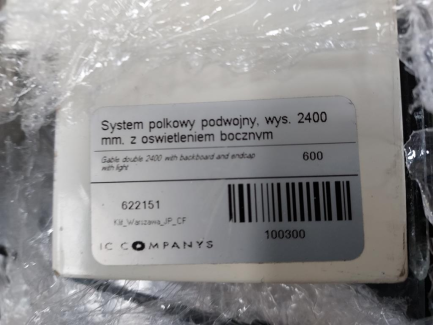 System polkowy podwojny, wys. 2400
mm. z oswietleniem bocznym
Gable double 2400 with backboard and endcap
with light
600
622151
Kld_Warszawa_JP_CF
100300
IC COMPANYS